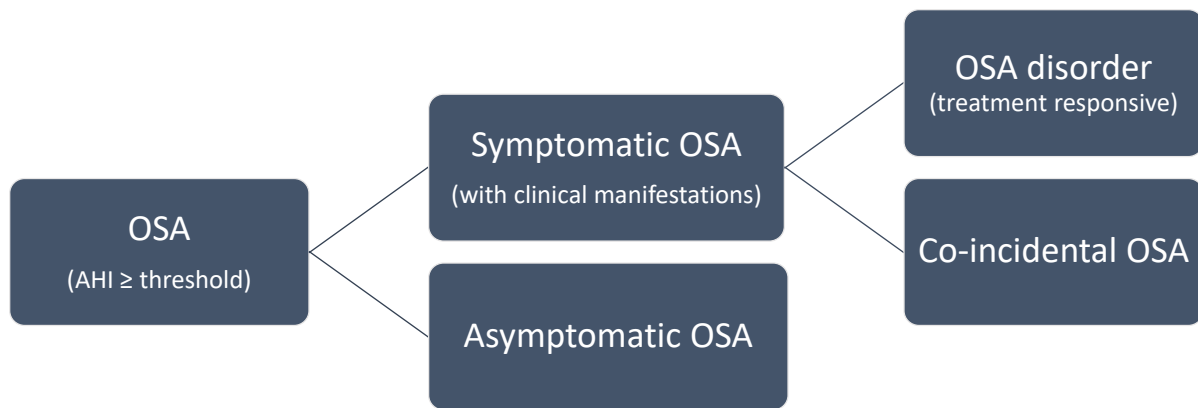 OSA
(AHI ≥ threshold)
Symptomatic OSA
(with clinical manifestations)
Asymptomatic OSA
OSA disorder
(treatment responsive)
Co-incidental OSA